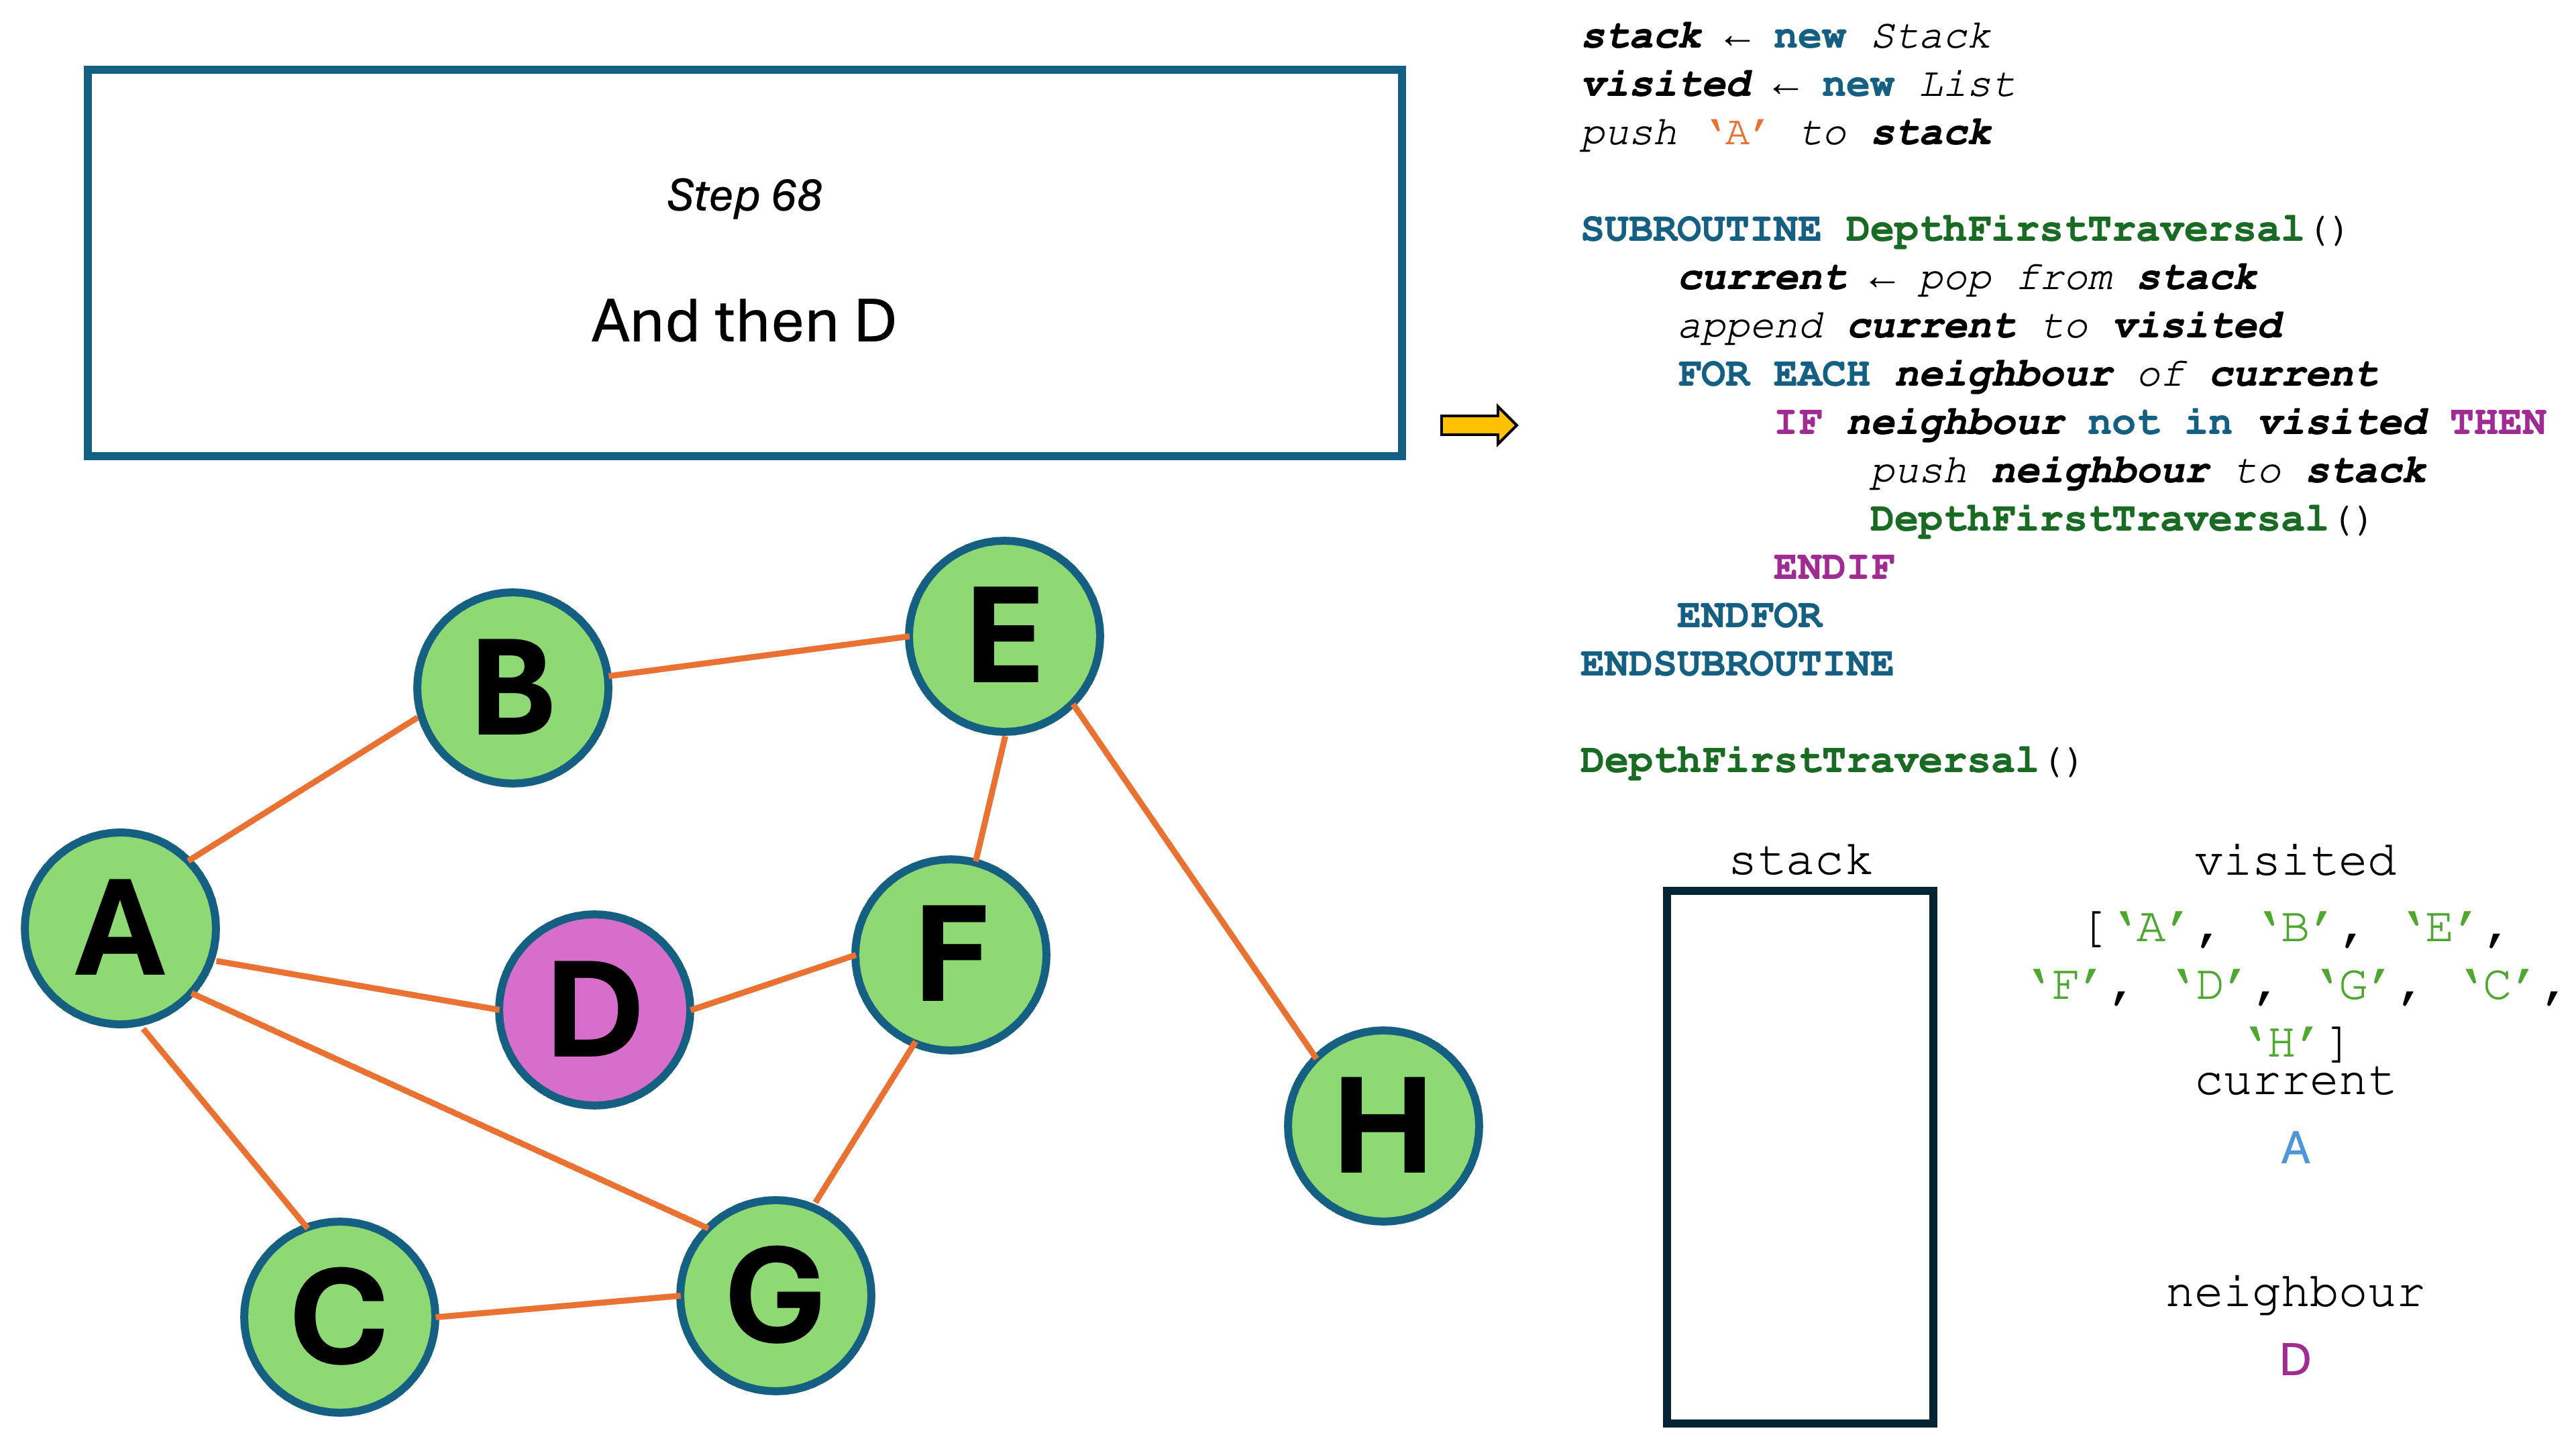 Step 68
And then D
stack ← new Stack
visited ← new List
push ‘A’ to stack
SUBROUTINE DepthFirstTraversal()
current ← pop from stack
append current to visited
FOR EACH neighbour of current
IF neighbour not in visited THEN
push neighbour to stack
DepthFirstTraversal()
ENDIF
ENDFOR
ENDSUBROUTINE
DepthFirstTraversal()
B
E
A
D
F
H
C
G
stack
visited
[‘A’, ‘B’, ‘E’,
‘F’, ‘D’, ‘G’, ‘C’,
‘H’]
current
A
neighbour
D